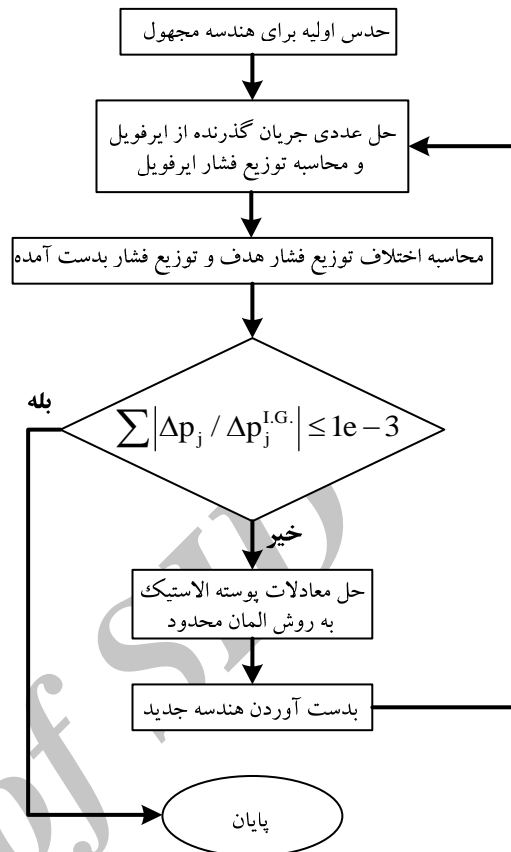 حدس اولیه برای هندسه مجهول
حل عددی جریان گذرنده از ایرفویل
و محاسبه توزیع فشار ایرفویل
محاسبه اختلاف توزیع فشار هدف و توزیع فشار بدست آمده
بله
∑|Δp_j / Δp_j^{I.G.}| ≤ 1e − 3
خیر
حل معادلات پوسته الاستیک
به روش المان محدود
بدست آوردن هندسه جدید
پایان
of SID